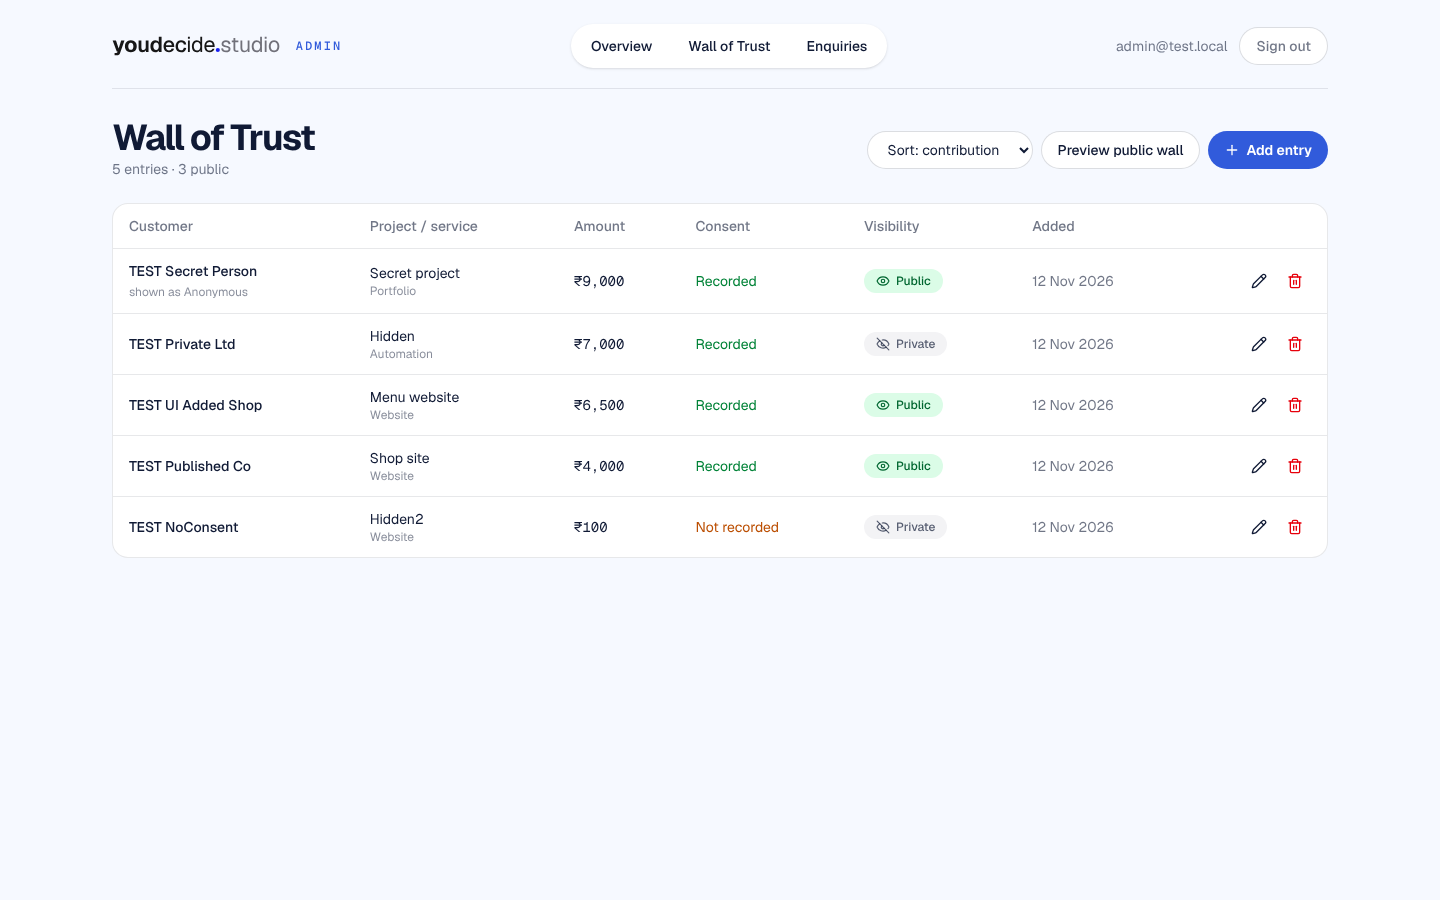 youdecide.studio ADMIN Overview Wall of Trust Enquiries admin@test.local Sign out
Wall of Trust
5 entries · 3 public
Sort: contribution Preview public wall + Add entry
Customer Project / service Amount Consent Visibility Added
TEST Secret Person
shown as Anonymous
Secret project
Portfolio
₹9,000 Recorded Public 12 Nov 2026
TEST Private Ltd
Hidden
Automation
₹7,000 Recorded Private 12 Nov 2026
TEST UI Added Shop
Menu website
Website
₹6,500 Recorded Public 12 Nov 2026
TEST Published Co
Shop site
Website
₹4,000 Recorded Public 12 Nov 2026
TEST NoConsent
Hidden2
Website
₹100 Not recorded Private 12 Nov 2026